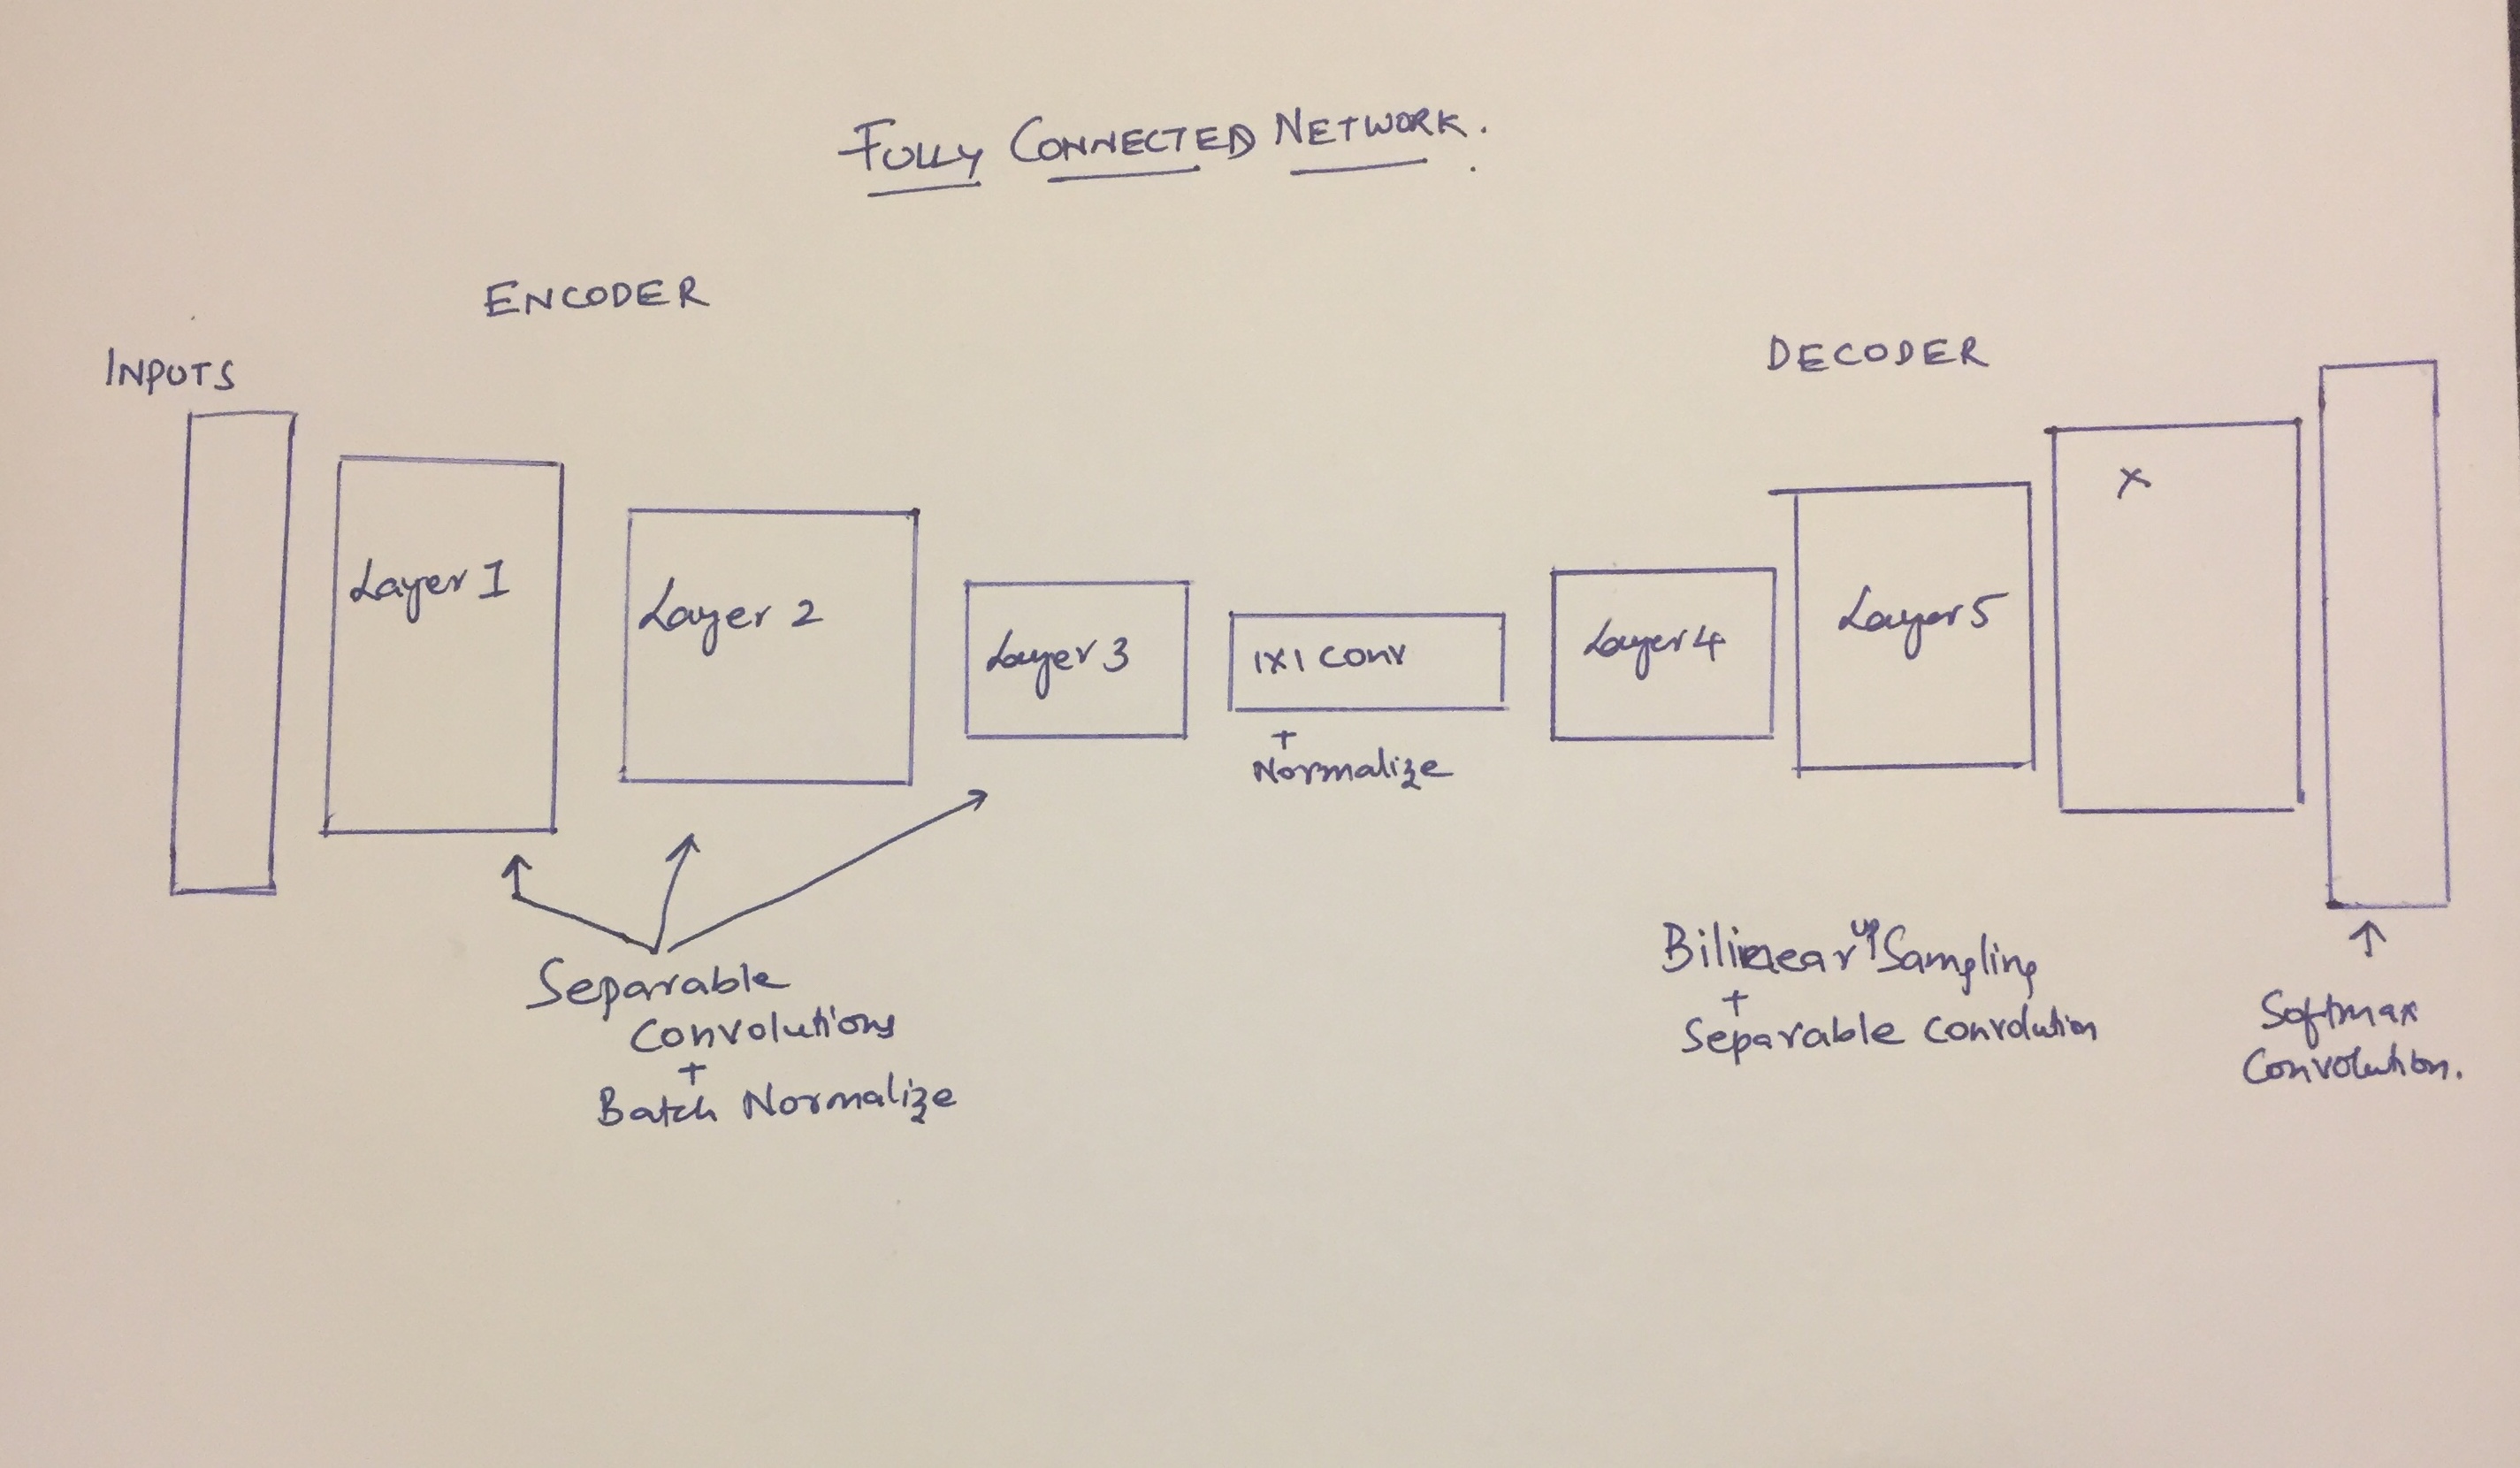 FULLY CONNECTED NETWORK.
ENCODER
DECODER
INPUTS
Layer 1
Layer 2
Layer 3
1x1 conv
+
Normalize
Layer 4
Layer 5
x
Separable
Convolutions
+
Batch Normalize
Bilinear up Sampling
+
Separable convolution
Softmax
Convolution.